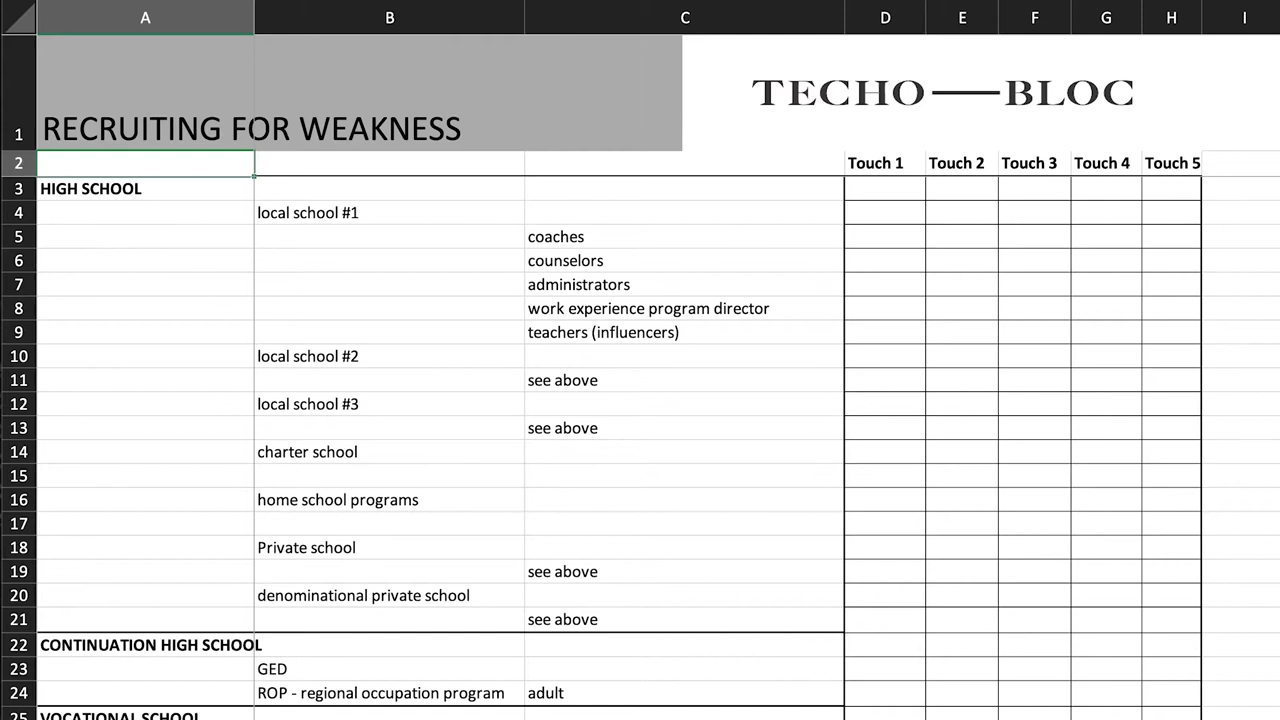 A B C D E F G H I
TECHO—BLOC
1 RECRUITING FOR WEAKNESS
2 Touch 1 Touch 2 Touch 3 Touch 4 Touch 5
3 HIGH SCHOOL
4 local school #1
5 coaches
6 counselors
7 administrators
8 work experience program director
9 teachers (influencers)
10 local school #2
11 see above
12 local school #3
13 see above
14 charter school
15
16 home school programs
17
18 Private school
19 see above
20 denominational private school
21 see above
22 CONTINUATION HIGH SCHOOL
23 GED
24 ROP - regional occupation program adult
25 VOCATIONAL SCHOOL